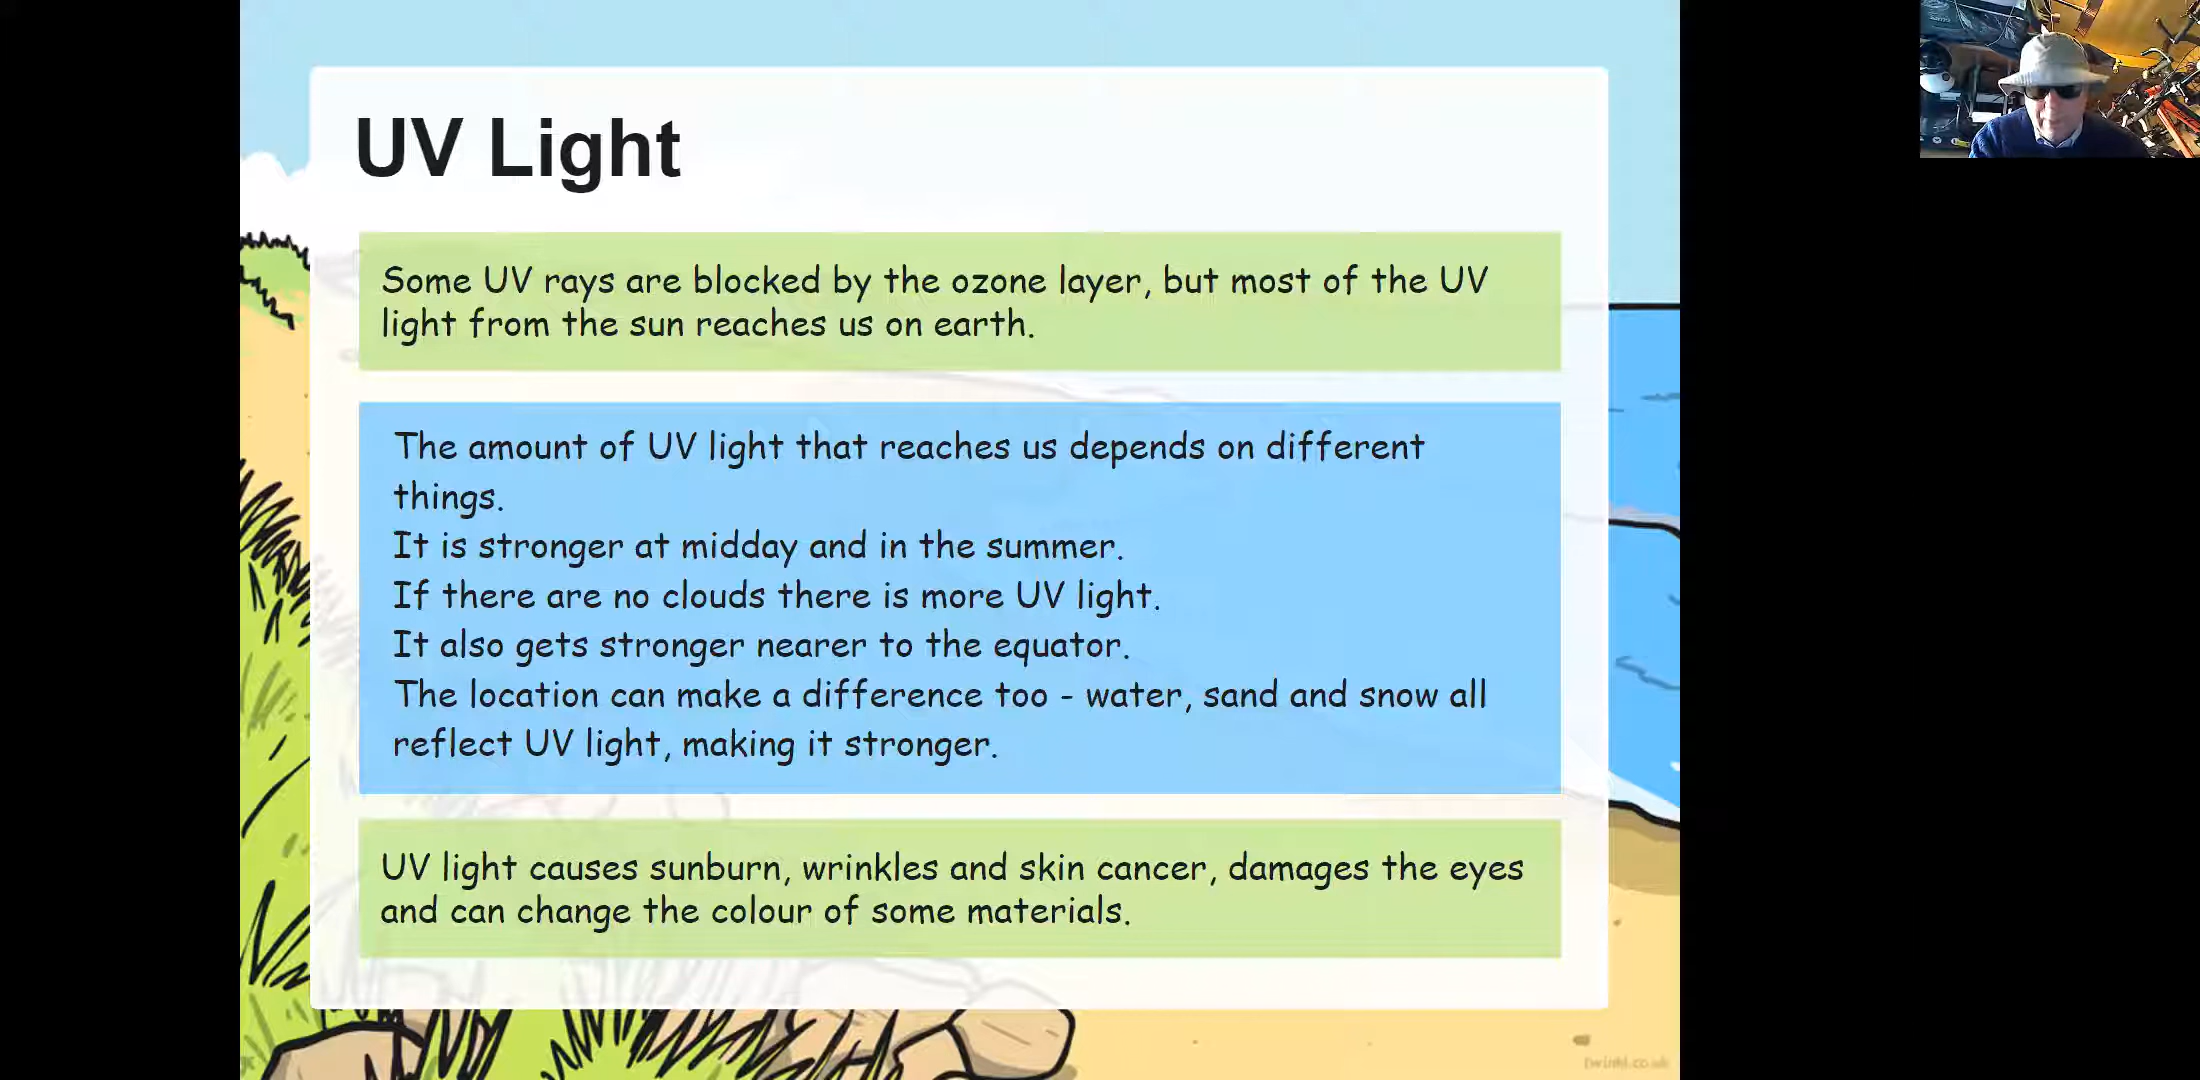 UV Light
Some UV rays are blocked by the ozone layer, but most of the UV
light from the sun reaches us on earth.
The amount of UV light that reaches us depends on different
things.
It is stronger at midday and in the summer.
If there are no clouds there is more UV light.
It also gets stronger nearer to the equator.
The location can make a difference too - water, sand and snow all
reflect UV light, making it stronger.
UV light causes sunburn, wrinkles and skin cancer, damages the eyes
and can change the colour of some materials.
twinkl.co.uk